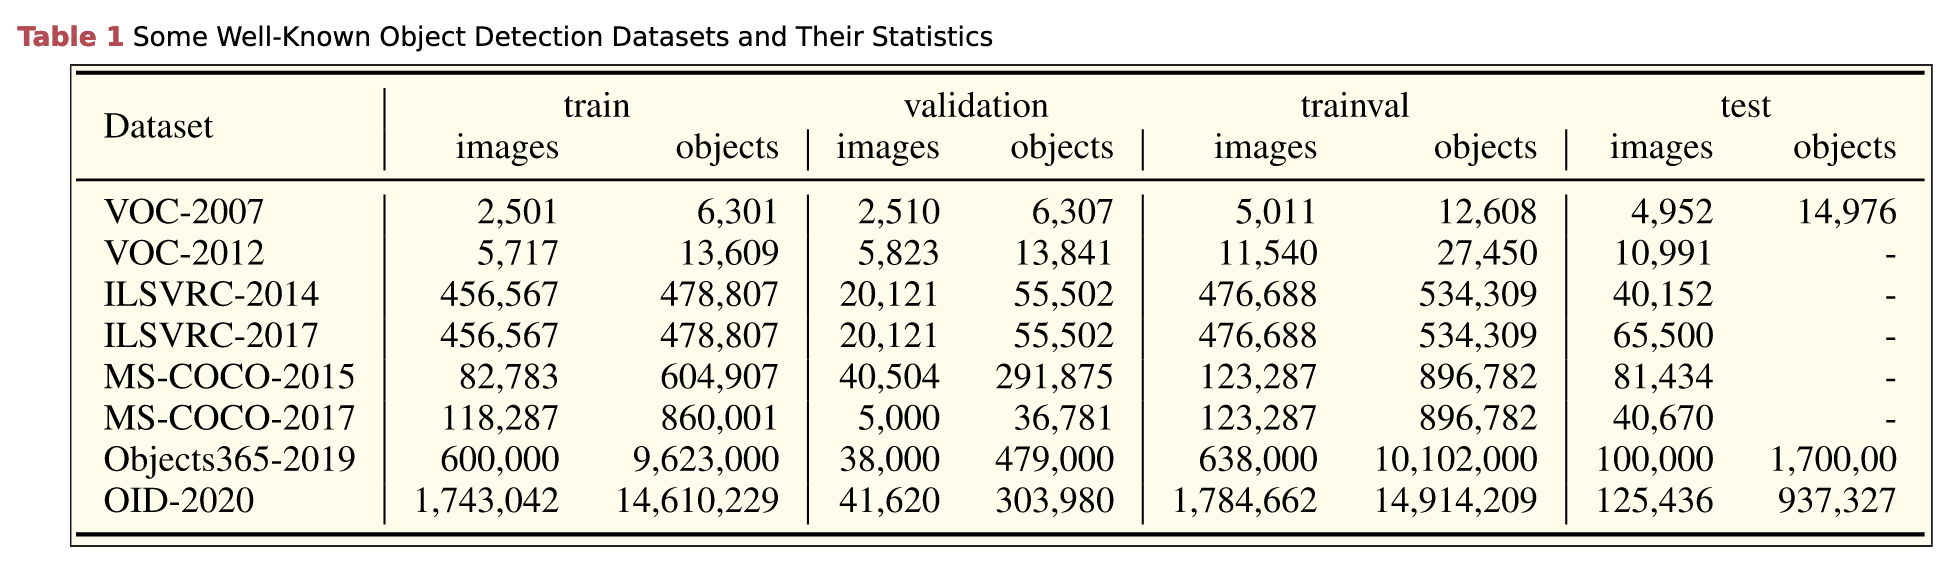 Table 1 Some Well-Known Object Detection Datasets and Their Statistics
Dataset train validation trainval test
images objects images objects images objects images objects
VOC-2007 2,501 6,301 2,510 6,307 5,011 12,608 4,952 14,976
VOC-2012 5,717 13,609 5,823 13,841 11,540 27,450 10,991 -
ILSVRC-2014 456,567 478,807 20,121 55,502 476,688 534,309 40,152 -
ILSVRC-2017 456,567 478,807 20,121 55,502 476,688 534,309 65,500 -
MS-COCO-2015 82,783 604,907 40,504 291,875 123,287 896,782 81,434 -
MS-COCO-2017 118,287 860,001 5,000 36,781 123,287 896,782 40,670 -
Objects365-2019 600,000 9,623,000 38,000 479,000 638,000 10,102,000 100,000 1,700,00
OID-2020 1,743,042 14,610,229 41,620 303,980 1,784,662 14,914,209 125,436 937,327